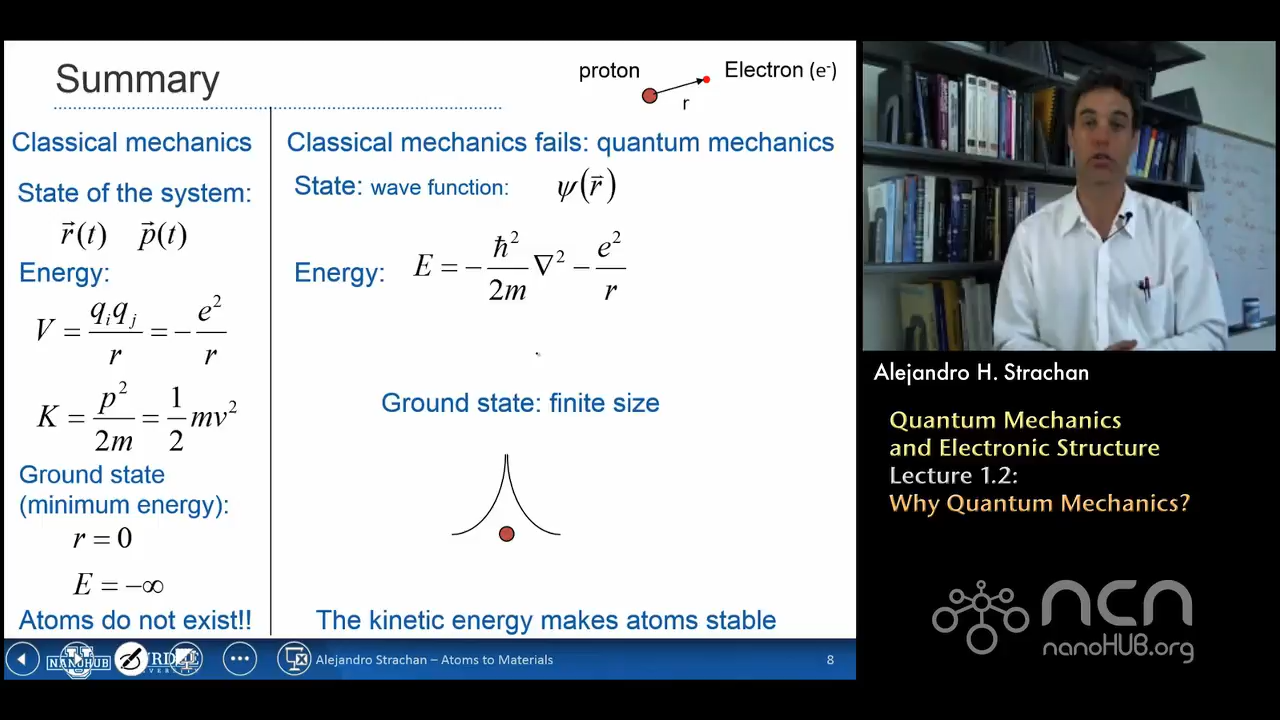 Summary
proton
Electron (e⁻)
r
Classical mechanics
State of the system:
r⃗(t) p⃗(t)
Energy:
V = qᵢqⱼ/r = −e²/r
K = p²/2m = 1/2 mv²
Ground state
(minimum energy):
r = 0
E = −∞
Atoms do not exist!!
Classical mechanics fails: quantum mechanics
State: wave function: ψ(r⃗)
Energy: E = −ħ²/2m ∇² − e²/r
Ground state: finite size
The kinetic energy makes atoms stable
NANOHUB
Alejandro Strachan – Atoms to Materials
8
Alejandro H. Strachan
Quantum Mechanics
and Electronic Structure
Lecture 1.2:
Why Quantum Mechanics?
ncn
nanoHUB.org